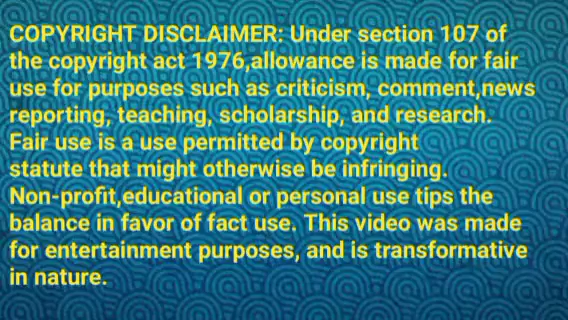 COPYRIGHT DISCLAIMER: Under section 107 of
the copyright act 1976,allowance is made for fair
use for purposes such as criticism, comment,news
reporting, teaching, scholarship, and research.
Fair use is a use permitted by copyright
statute that might otherwise be infringing.
Non-profit,educational or personal use tips the
balance in favor of fact use. This video was made
for entertainment purposes, and is transformative
in nature.